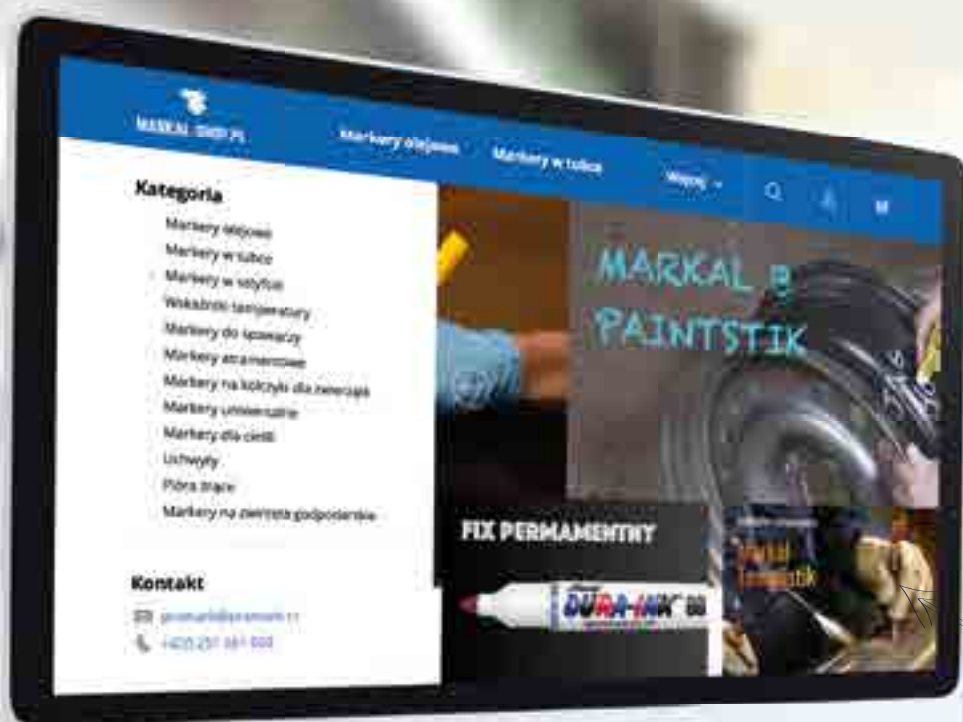 MARKAL-SHOP.PL
Markery olejowe
Markery w tubce
Więcej
Kategoria
Markery olejowe
Markery w tubce
Markery w sztyfcie
Wskaźniki temperatury
Markery do spawarzy
Markery atramentowe
Markery na kolczyki dla zwierząt
Markery uniwersalne
Markery dla cieśli
Uchwyty
Pióra
Markery na zwierzęta gospodarskie
Kontakt
MARKAL B
PAINTSTIK
FIX PERMAMENTNY
DURA-INK